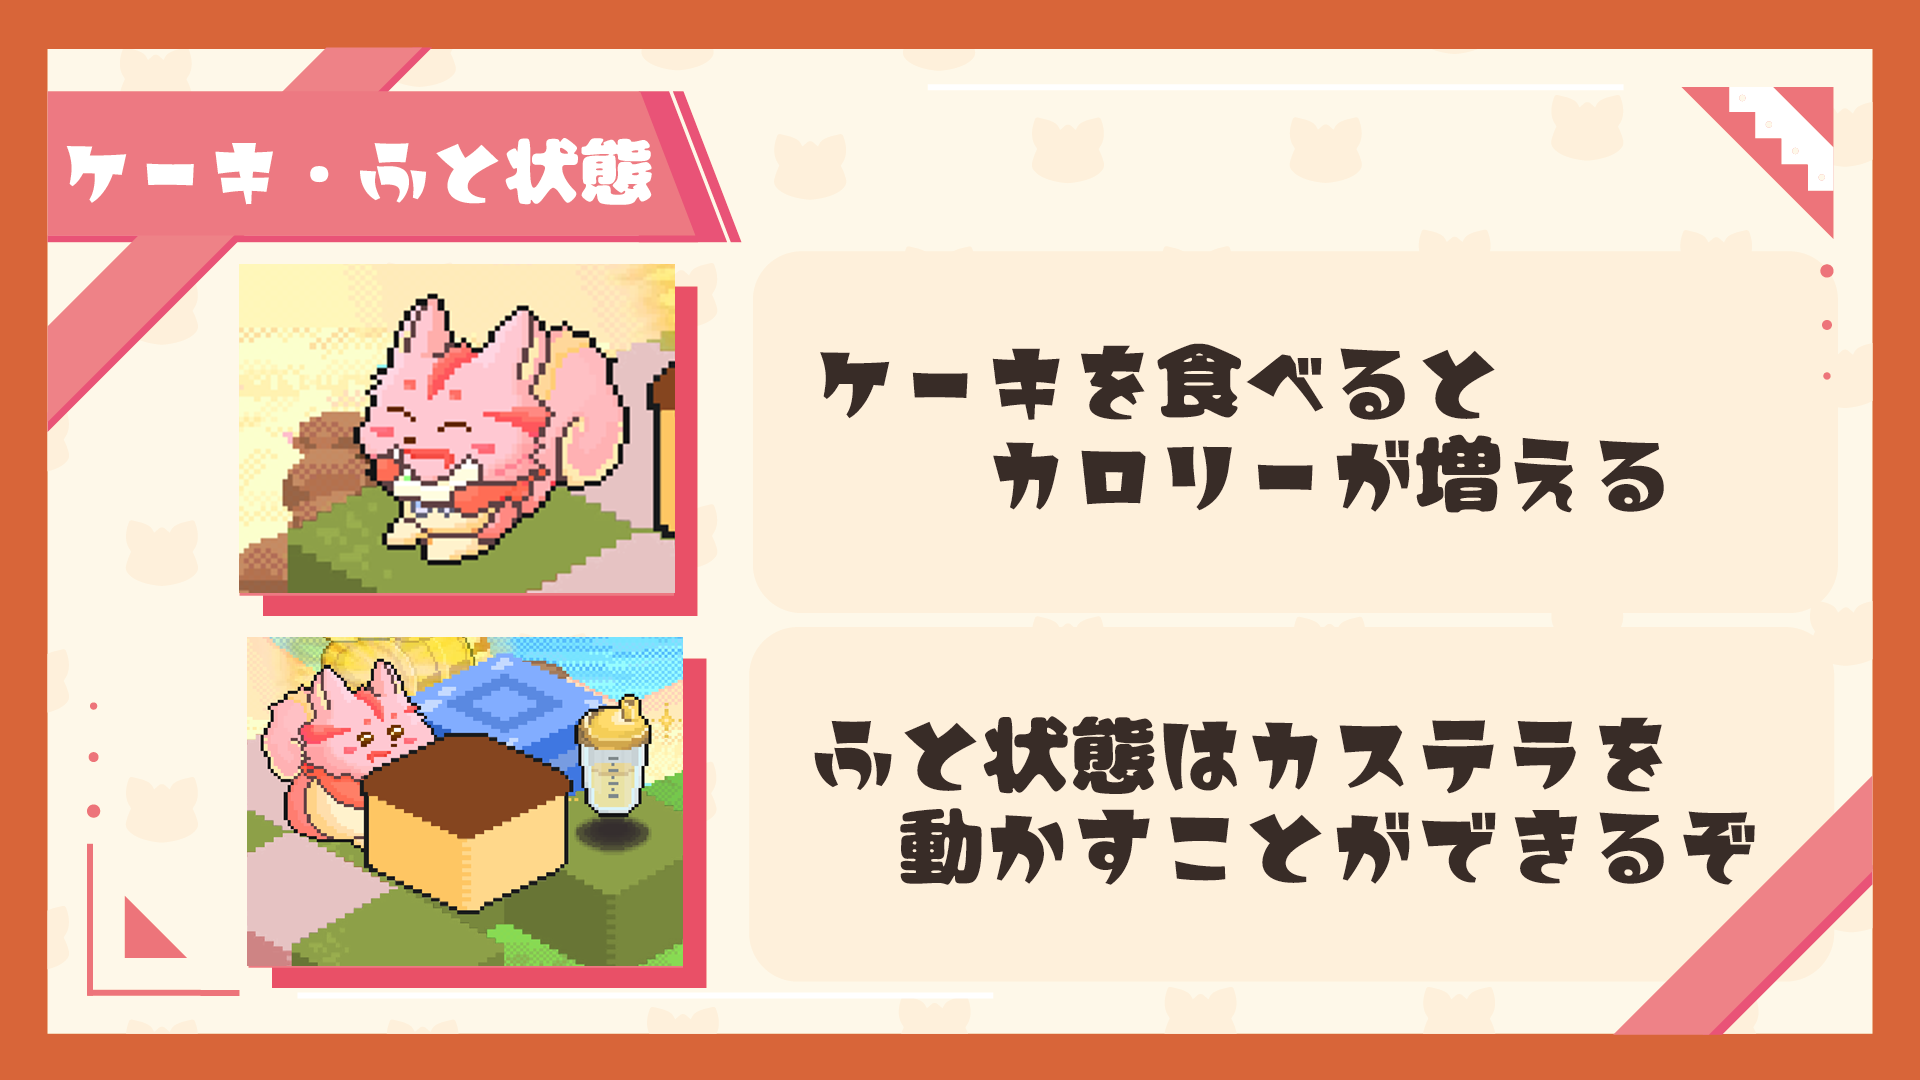 ケーキ・ふと状態
ケーキを食べると
カロリーが増える
ふと状態はカステラを
動かすことができるぞ